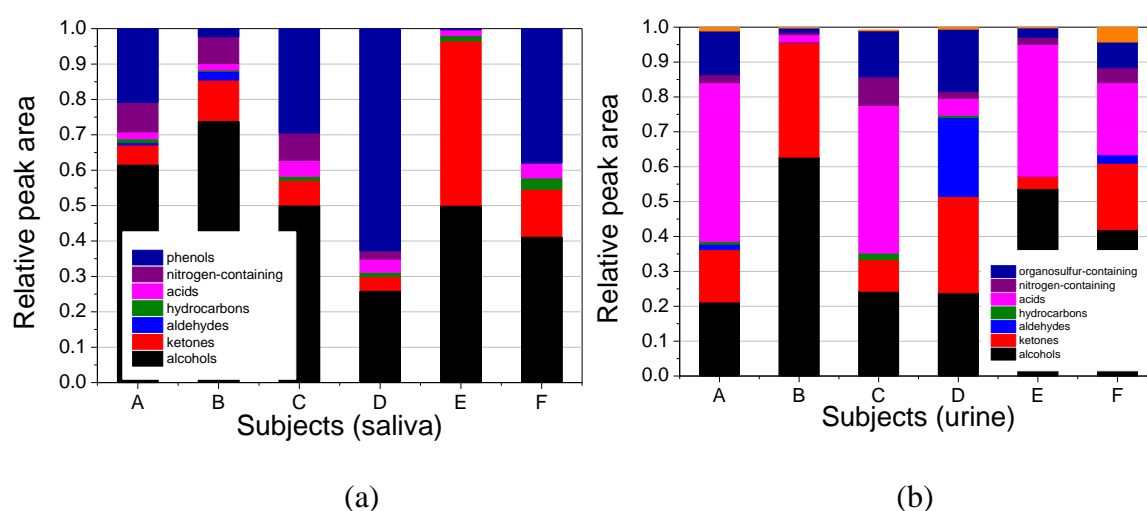 Relative peak area
1.0
0.9
0.8
0.7
0.6
0.5
0.4
0.3
0.2
0.1
0.0
phenols
nitrogen-containing
acids
hydrocarbons
aldehydes
ketones
alcohols
A B C D E F
Subjects (saliva)
(a)
Relative peak area
1.0
0.9
0.8
0.7
0.6
0.5
0.4
0.3
0.2
0.1
0.0
organosulfur-containing
nitrogen-containing
acids
hydrocarbons
aldehydes
ketones
alcohols
A B C D E F
Subjects (urine)
(b)